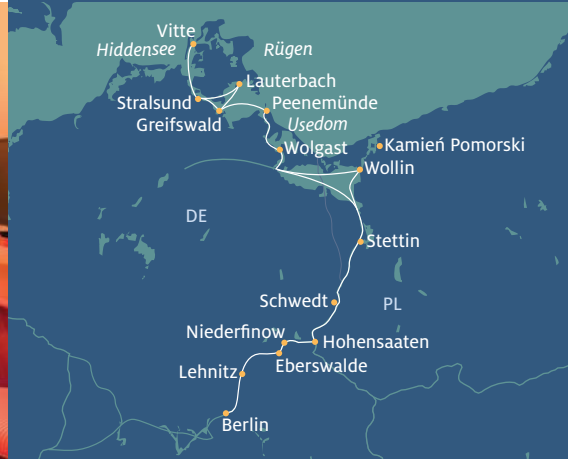 Vitte
Hiddensee
Rügen
Lauterbach
Stralsund
Peenemünde
Greifswald
Usedom
Wolgast
Kamień Pomorski
Wollin
DE
Stettin
Schwedt
PL
Niederfinow
Hohensaaten
Eberswalde
Lehnitz
Berlin